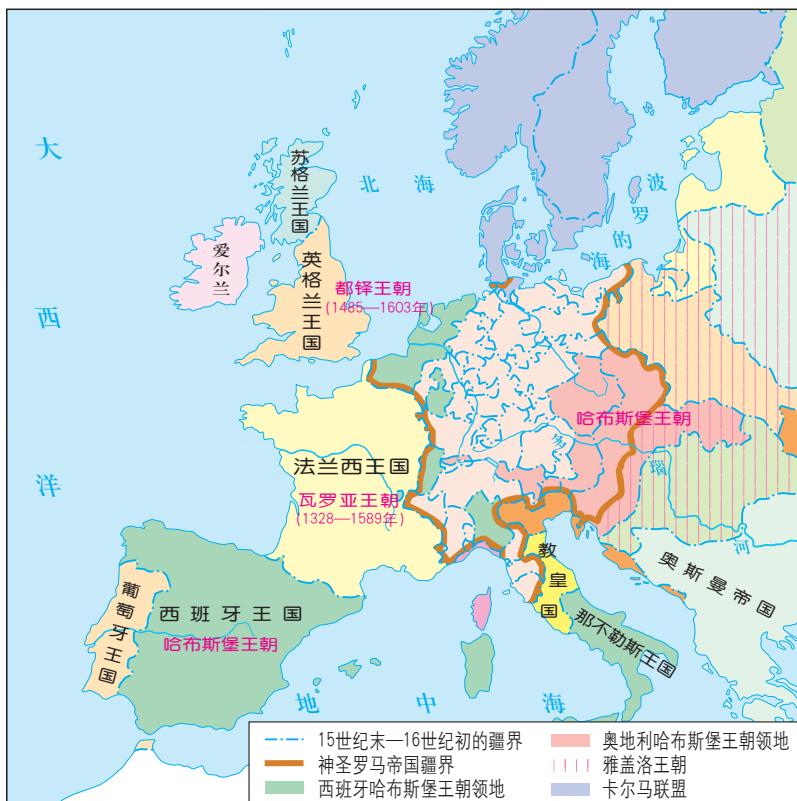 大西洋
北海
波罗的海
苏格兰王国
爱尔兰
英格兰王国
都铎王朝
(1485—1603年)
哈布斯堡王朝
多瑙河
法兰西王国
瓦罗亚王朝
(1328—1589年)
教皇国
奥斯曼帝国
葡萄牙王国
西班牙王国
哈布斯堡王朝
那不勒斯王国
地中海
15世纪末—16世纪初的疆界
神圣罗马帝国疆界
西班牙哈布斯堡王朝领地
奥地利哈布斯堡王朝领地
雅盖洛王朝
卡尔马联盟